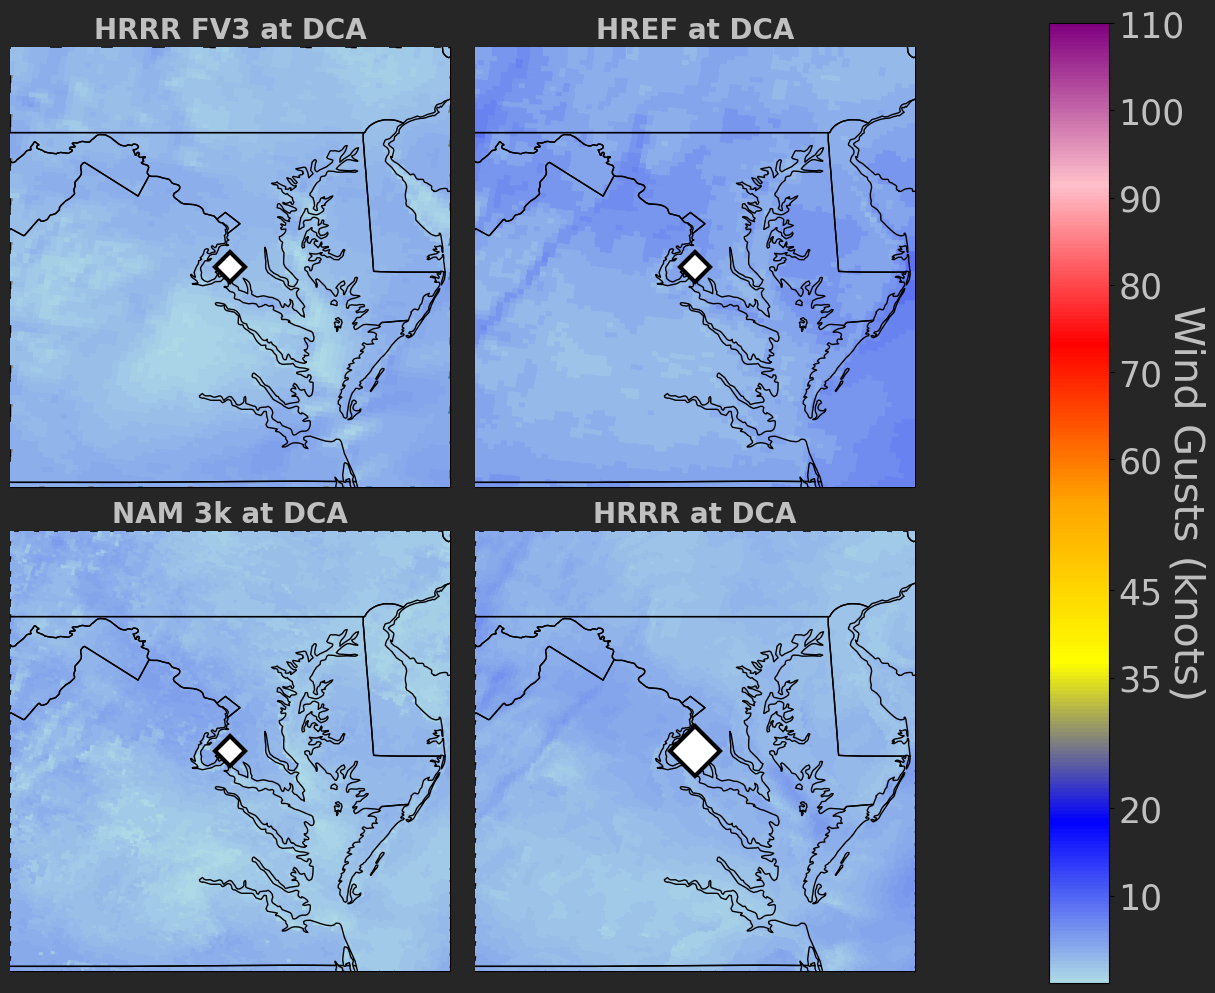 HRRR FV3 at DCA
HREF at DCA
NAM 3k at DCA
HRRR at DCA
110
100
90
80
70
60
45
35
20
10
Wind Gusts (knots)